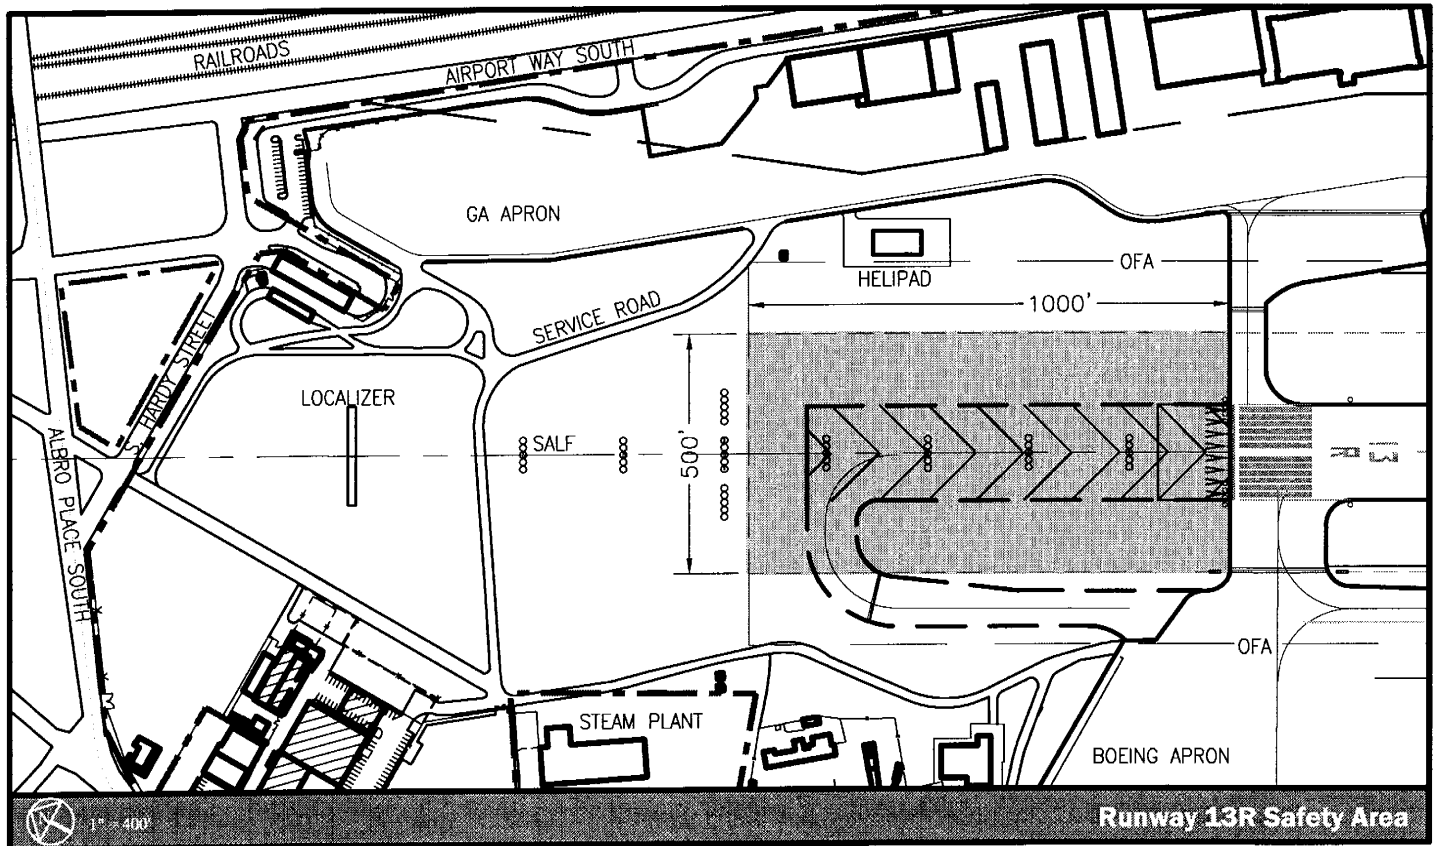 RAILROADS
AIRPORT WAY SOUTH
GA APRON
HELIPAD
OFA
1000'
SERVICE ROAD
S. HARDY STREET
LOCALIZER
SALF
500'
13
R
ALBRO PLACE SOUTH
OFA
STEAM PLANT
BOEING APRON
N
1" = 400'
Runway 13R Safety Area